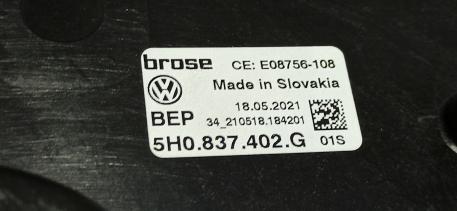 brose CE: E08756-108
Made in Slovakia
18.05.2021
BEP 34_210518.184201
5H0.837.402.G 01S